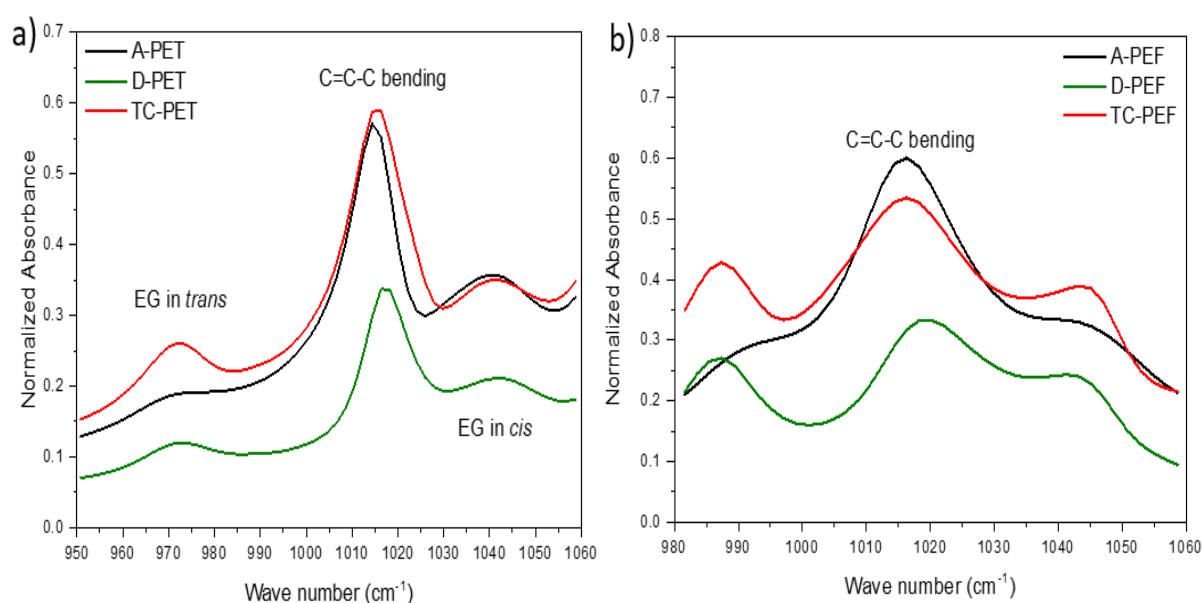 a)
A-PET
D-PET
TC-PET
C=C-C bending
EG in trans
EG in cis
Normalized Absorbance
0.7
0.6
0.5
0.4
0.3
0.2
0.1
0.0
950 960 970 980 990 1000 1010 1020 1030 1040 1050 1060
Wave number (cm⁻¹)
b)
A-PEF
D-PEF
TC-PEF
C=C-C bending
Normalized Absorbance
0.8
0.7
0.6
0.5
0.4
0.3
0.2
0.1
0.0
980 990 1000 1010 1020 1030 1040 1050 1060
Wave number (cm⁻¹)